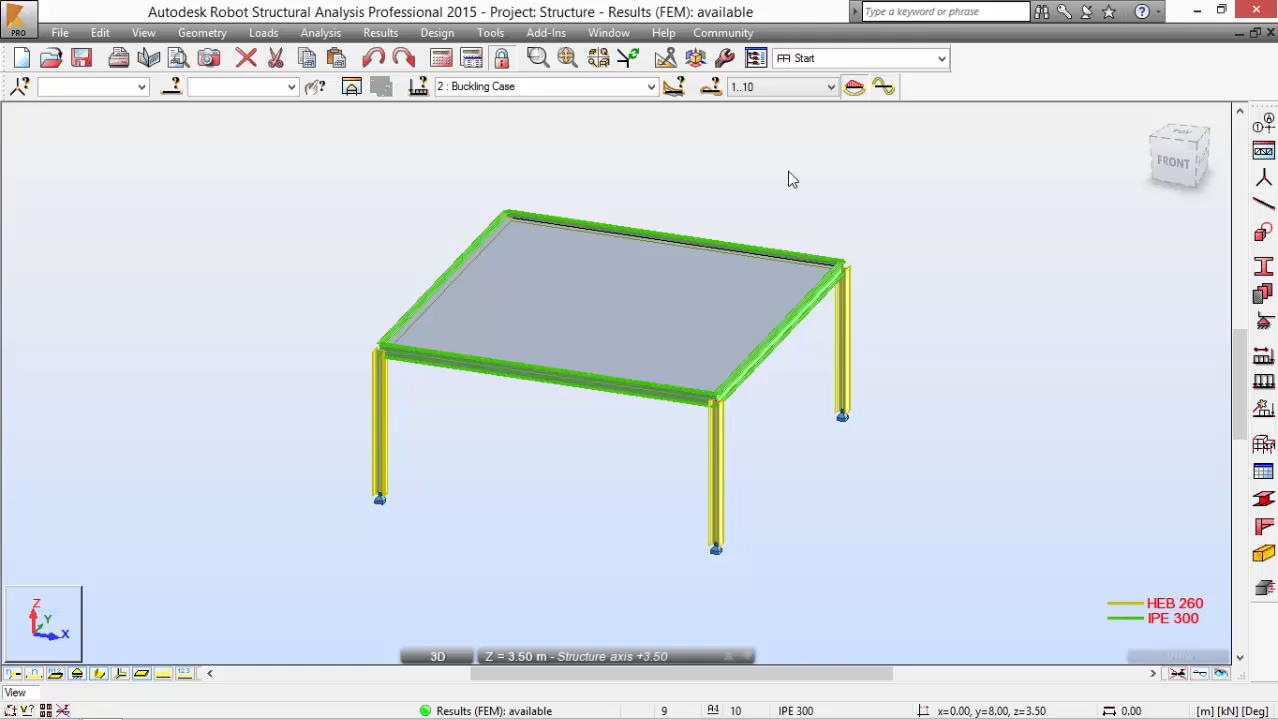 Autodesk Robot Structural Analysis Professional 2015 - Project: Structure - Results (FEM): available
Type a keyword or phrase
PRO
File Edit View Geometry Loads Analysis Results Design Tools Add-Ins Window Help Community
Start
2 : Buckling Case
1..10
TOP
FRONT
Z
Y
X
HEB 260
IPE 300
3D
Z = 3.50 m - Structure axis +3.50
View
Results (FEM): available
9
10
IPE 300
x=0.00, y=8.00, z=3.50
0.00
[m] [kN] [Deg]